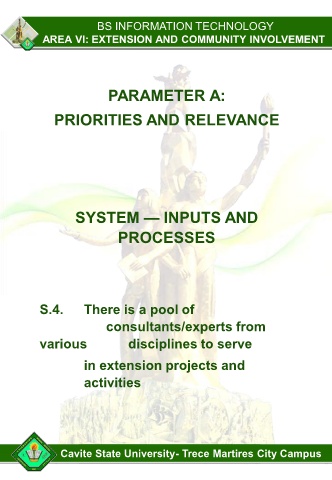 BS INFORMATION TECHNOLOGY
AREA VI: EXTENSION AND COMMUNITY INVOLVEMENT
PARAMETER A:
PRIORITIES AND RELEVANCE
SYSTEM — INPUTS AND
PROCESSES
S.4. There is a pool of
consultants/experts from
various disciplines to serve
in extension projects and
activities
Cavite State University- Trece Martires City Campus